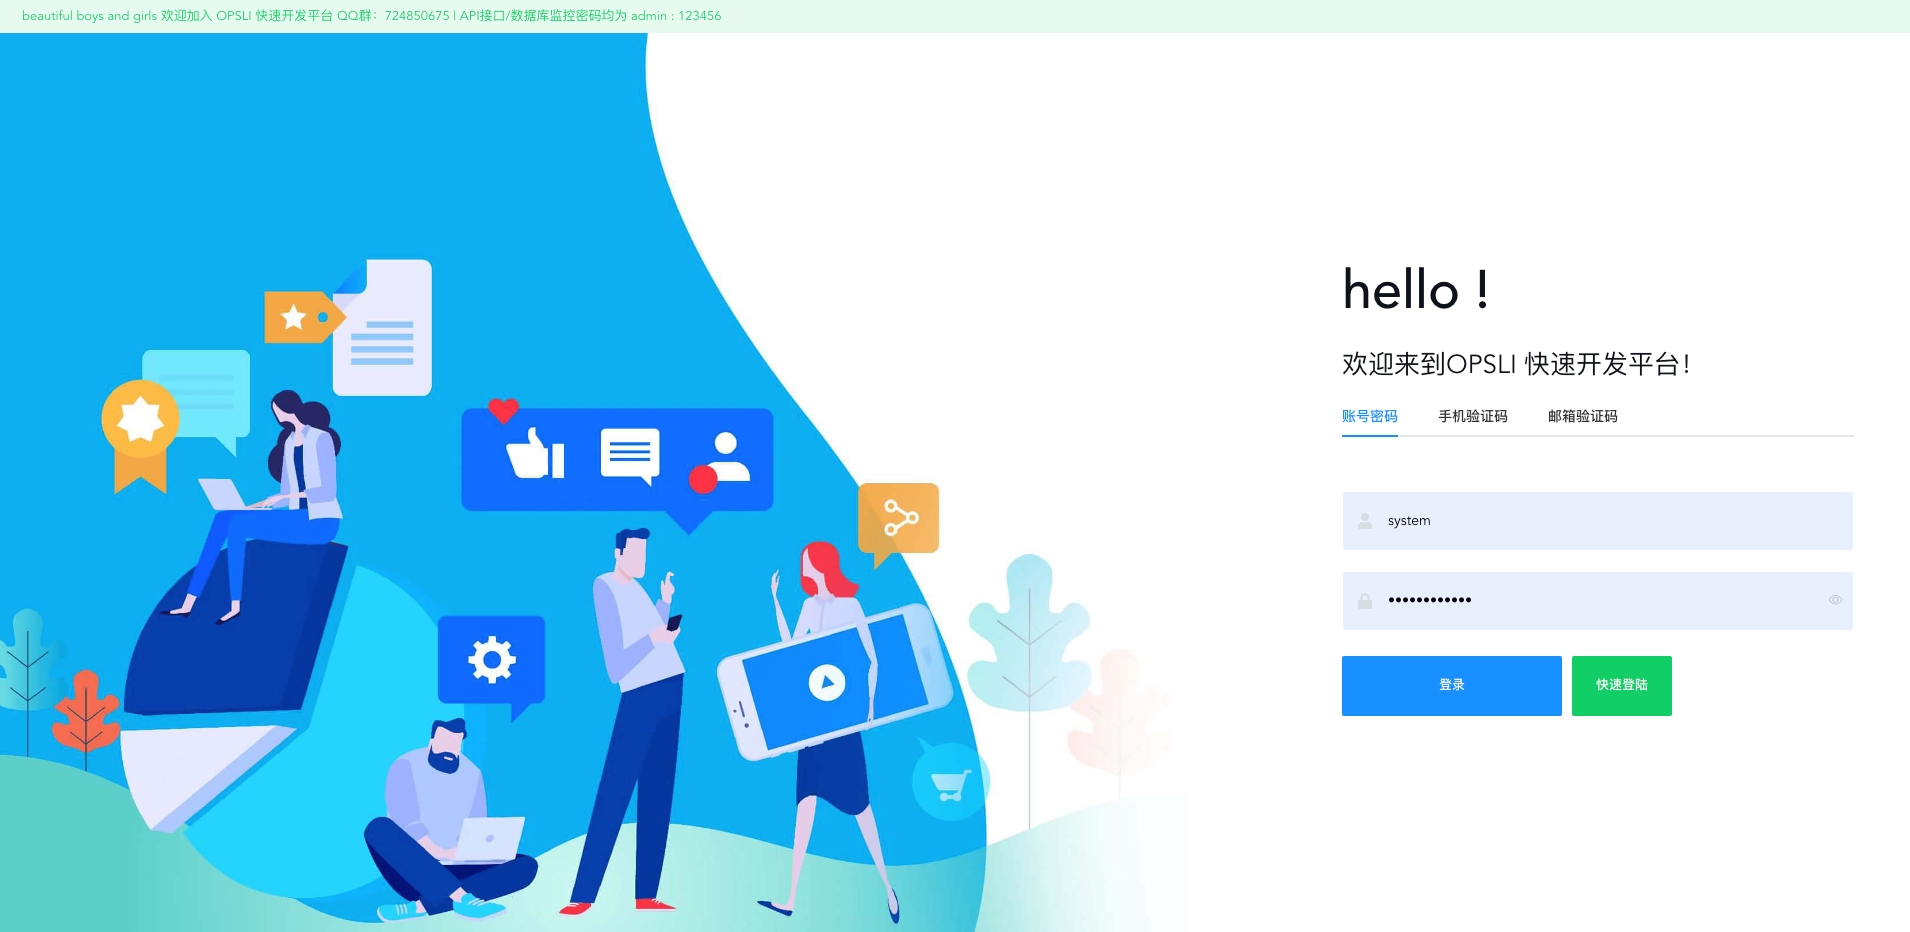 beautiful boys and girls 欢迎加入 OPSLI 快速开发平台 QQ群：724850675 | API接口/数据库监控密码均为 admin : 123456
hello !
欢迎来到OPSLI 快速开发平台！
账号密码 手机验证码 邮箱验证码
system
••••••••••••
登录 快速登陆